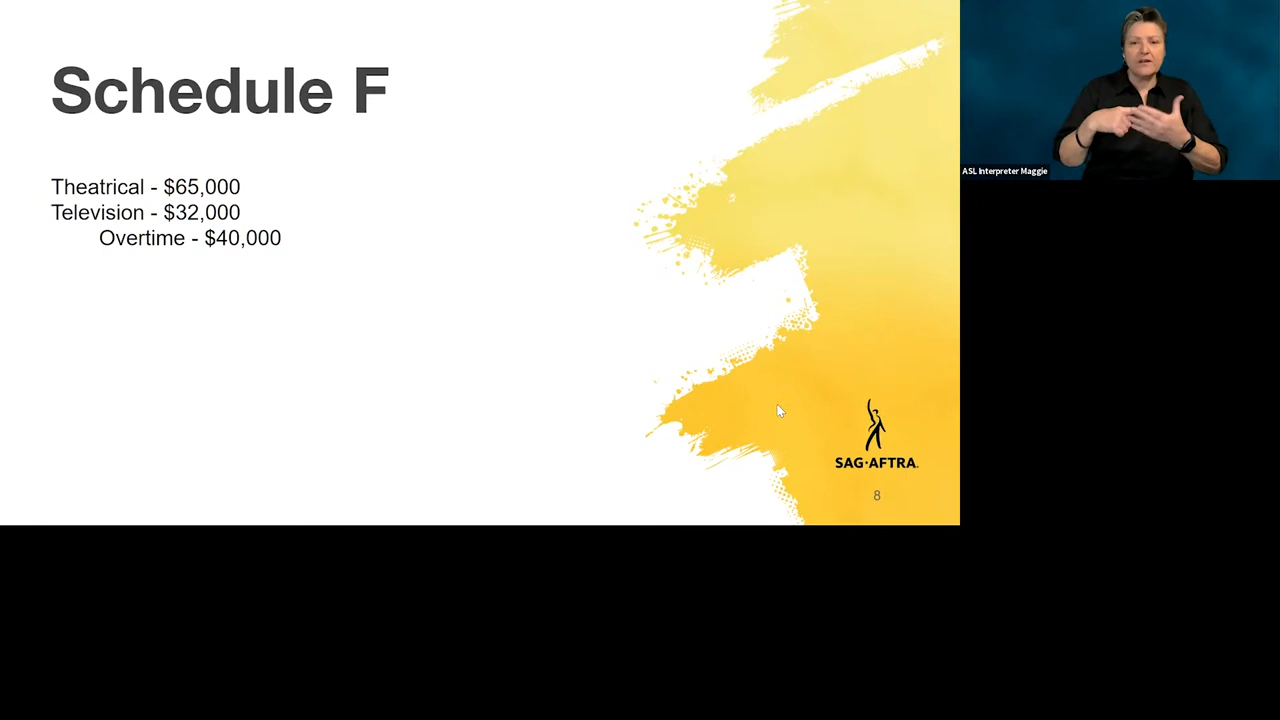 Schedule F
Theatrical - $65,000
Television - $32,000
Overtime - $40,000
SAG·AFTRA.
8
ASL Interpreter Maggie